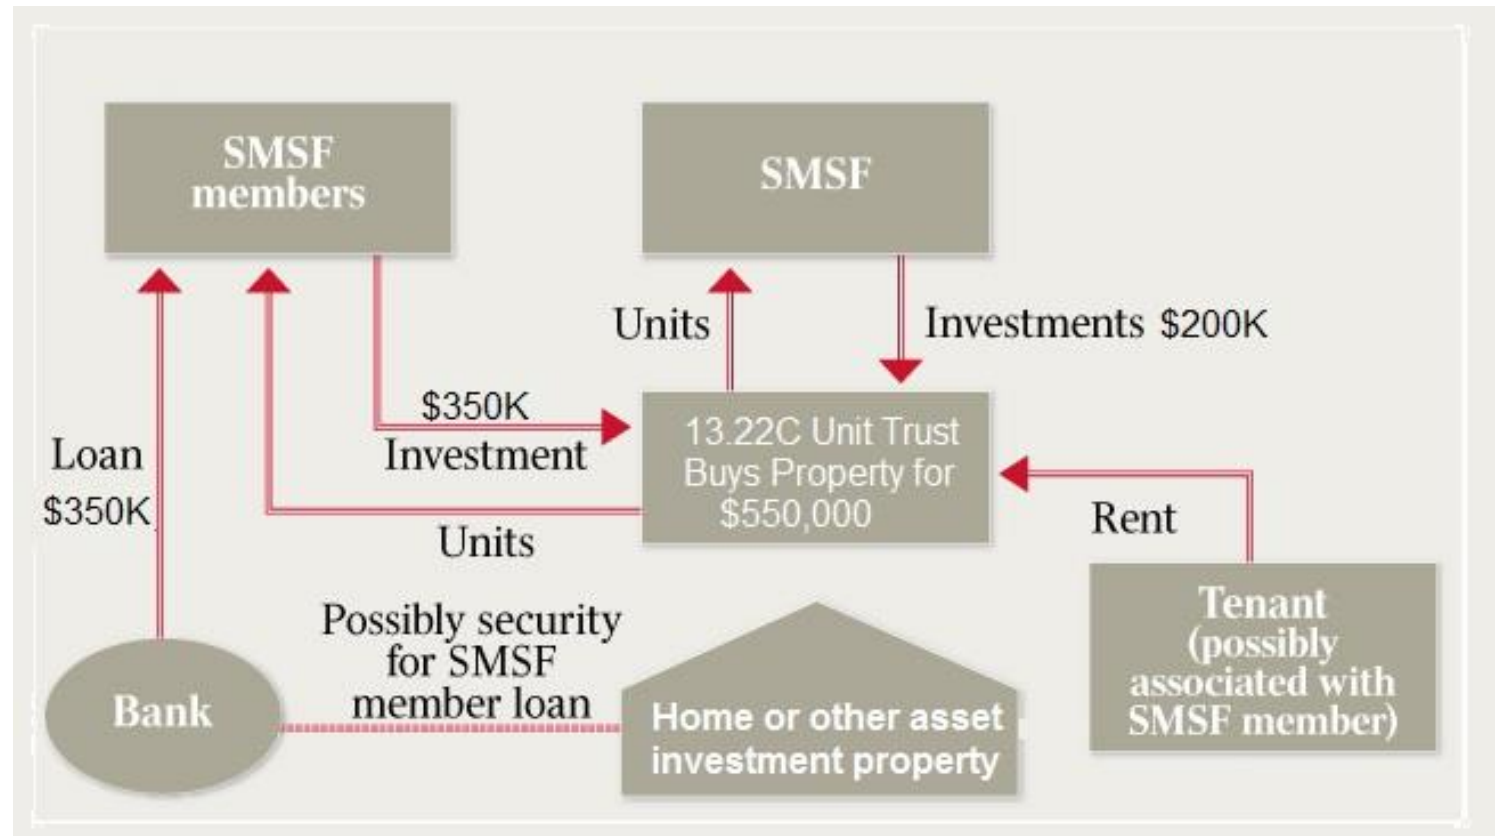 SMSF
members
SMSF
Units
Investments $200K
$350K
Investment
13.22C Unit Trust
Buys Property for
$550,000
Loan
$350K
Units
Rent
Possibly security
for SMSF
member loan
Bank
Home or other asset
investment property
Tenant
(possibly
associated with
SMSF member)